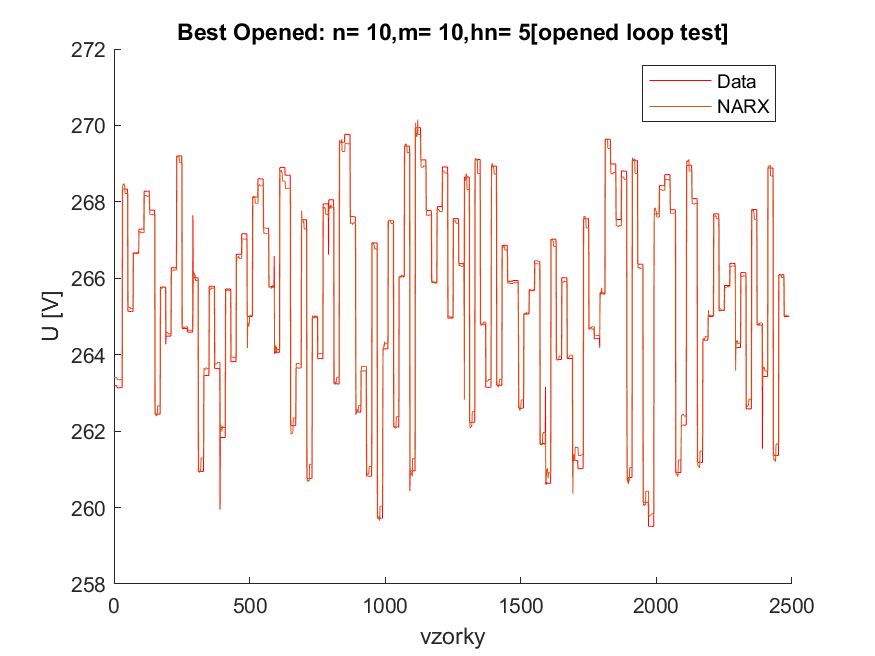 Best Opened: n= 10,m= 10,hn= 5[opened loop test]
Data
NARX
U [V]
272
270
268
266
264
262
260
258
0 500 1000 1500 2000 2500
vzorky